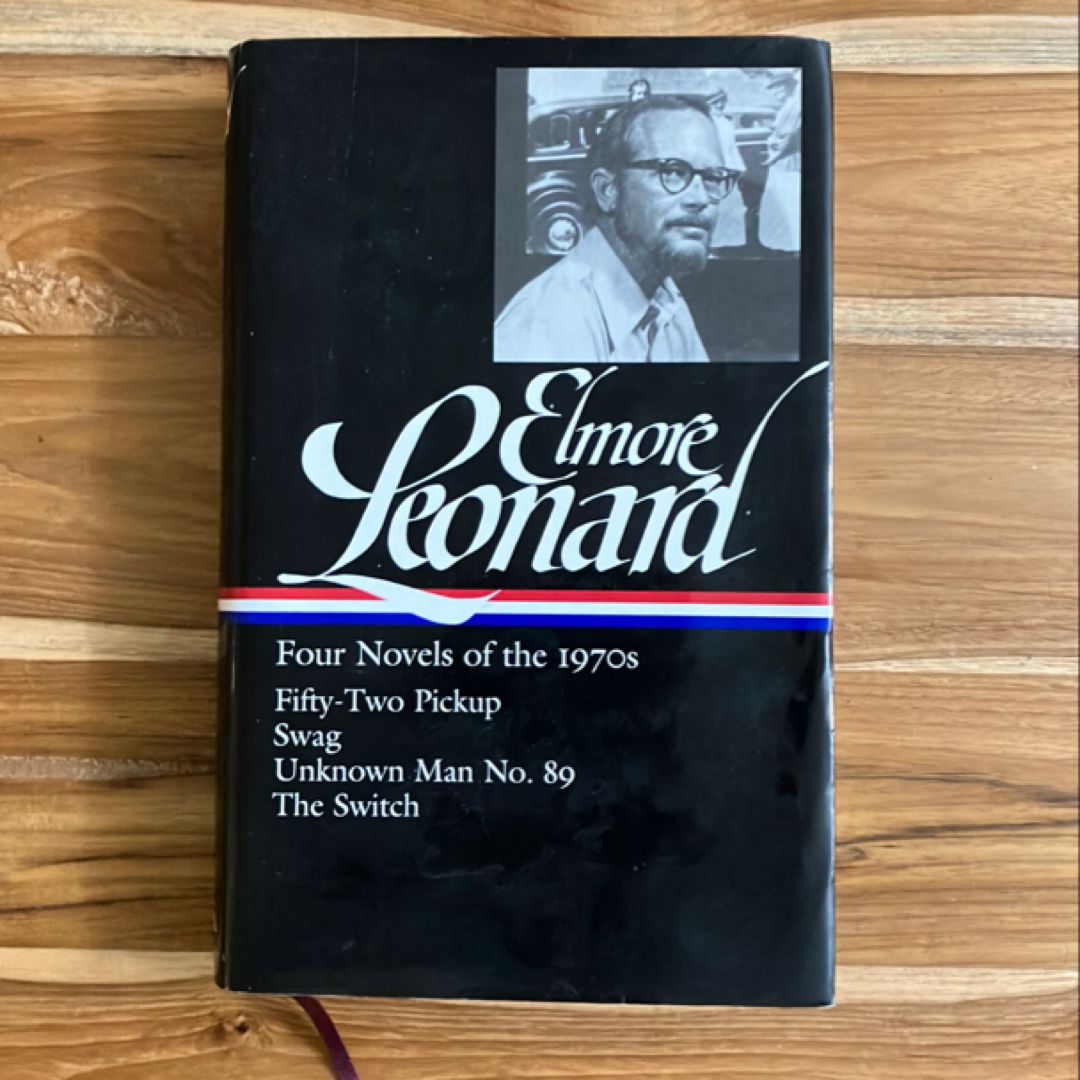 Elmore
Leonard
Four Novels of the 1970s
Fifty-Two Pickup
Swag
Unknown Man No. 89
The Switch